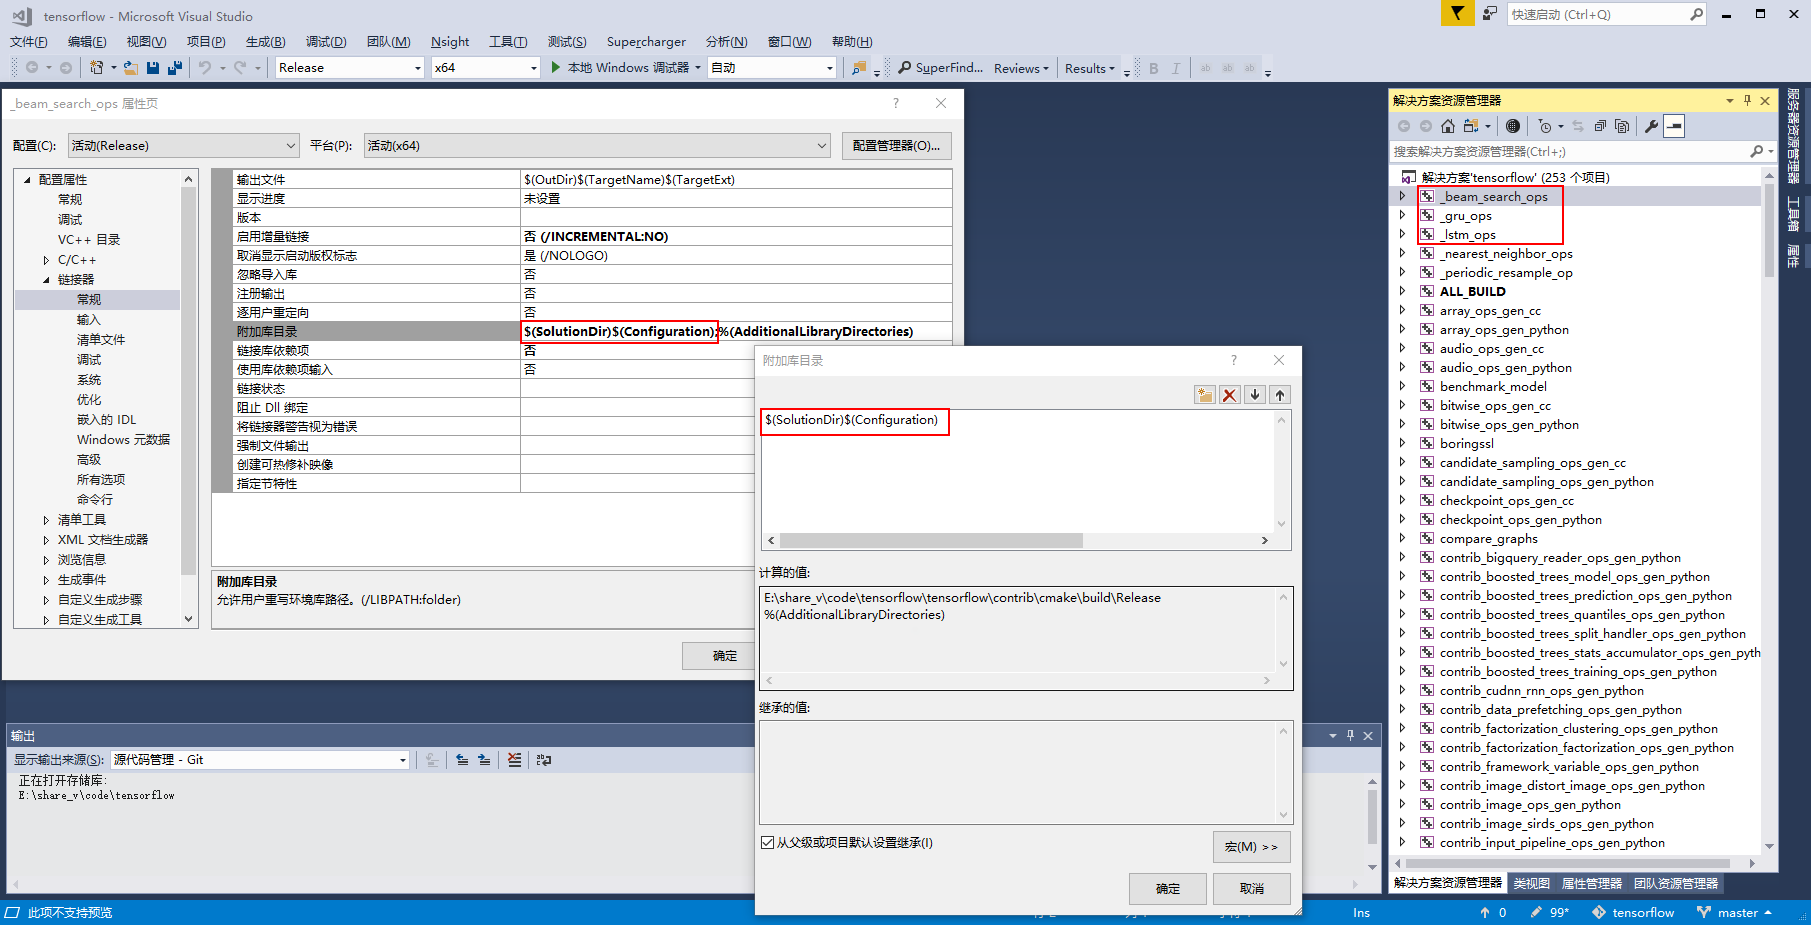 tensorflow - Microsoft Visual Studio
快速启动 (Ctrl+Q)
文件(F) 编辑(E) 视图(V) 项目(P) 生成(B) 调试(D) 团队(M) Nsight 工具(T) 测试(S) Supercharger 分析(N) 窗口(W) 帮助(H)
Release x64 本地 Windows 调试器 自动 SuperFind... Reviews Results B I ab ab ab
_beam_search_ops 属性页
配置(C): 活动(Release) 平台(P): 活动(x64) 配置管理器(O)...
配置属性
常规
调试
VC++ 目录
C/C++
链接器
常规
输入
清单文件
调试
系统
优化
嵌入的 IDL
Windows 元数据
高级
所有选项
命令行
清单工具
XML 文档生成器
浏览信息
生成事件
自定义生成步骤
自定义生成工具
输出文件 $(OutDir)$(TargetName)$(TargetExt)
显示进度 未设置
版本
启用增量链接 否 (/INCREMENTAL:NO)
取消显示启动版权标志 是 (/NOLOGO)
忽略导入库 否
注册输出 否
逐用户重定向 否
附加库目录 $(SolutionDir)$(Configuration);%(AdditionalLibraryDirectories)
链接库依赖项 否
使用库依赖项输入 否
链接状态
阻止 Dll 绑定
将链接器警告视为错误
强制文件输出
创建可热修补映像
指定节特性
附加库目录
允许用户重写环境库路径。(/LIBPATH:folder)
确定
附加库目录
$(SolutionDir)$(Configuration)
计算的值:
E:\share_v\code\tensorflow\tensorflow\contrib\cmake\build\Release
%(AdditionalLibraryDirectories)
继承的值:
从父级或项目默认设置继承(I)
宏(M) >>
确定 取消
输出
显示输出来源(S): 源代码管理 - Git
正在打开存储库:
E:\share_v\code\tensorflow
解决方案资源管理器
搜索解决方案资源管理器(Ctrl+;)
解决方案'tensorflow' (253 个项目)
_beam_search_ops
_gru_ops
_lstm_ops
_nearest_neighbor_ops
_periodic_resample_op
ALL_BUILD
array_ops_gen_cc
array_ops_gen_python
audio_ops_gen_cc
audio_ops_gen_python
benchmark_model
bitwise_ops_gen_cc
bitwise_ops_gen_python
boringssl
candidate_sampling_ops_gen_cc
candidate_sampling_ops_gen_python
checkpoint_ops_gen_cc
checkpoint_ops_gen_python
compare_graphs
contrib_bigquery_reader_ops_gen_python
contrib_boosted_trees_model_ops_gen_python
contrib_boosted_trees_prediction_ops_gen_python
contrib_boosted_trees_quantiles_ops_gen_python
contrib_boosted_trees_split_handler_ops_gen_python
contrib_boosted_trees_stats_accumulator_ops_gen_pyth
contrib_boosted_trees_training_ops_gen_python
contrib_cudnn_rnn_ops_gen_python
contrib_data_prefetching_ops_gen_python
contrib_factorization_clustering_ops_gen_python
contrib_factorization_factorization_ops_gen_python
contrib_framework_variable_ops_gen_python
contrib_image_distort_image_ops_gen_python
contrib_image_ops_gen_python
contrib_image_sirds_ops_gen_python
contrib_input_pipeline_ops_gen_python
解决方案资源管理器 类视图 属性管理器 团队资源管理器
服务器资源管理器
工具箱
属性
此项不支持预览 Ins 0 99* tensorflow master